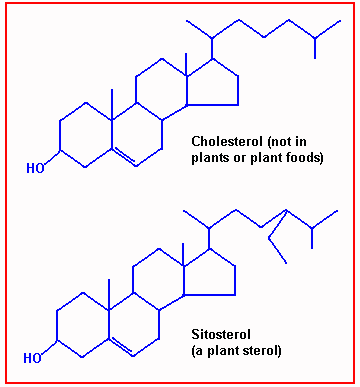 HO
Cholesterol (not in
plants or plant foods)
HO
Sitosterol
(a plant sterol)